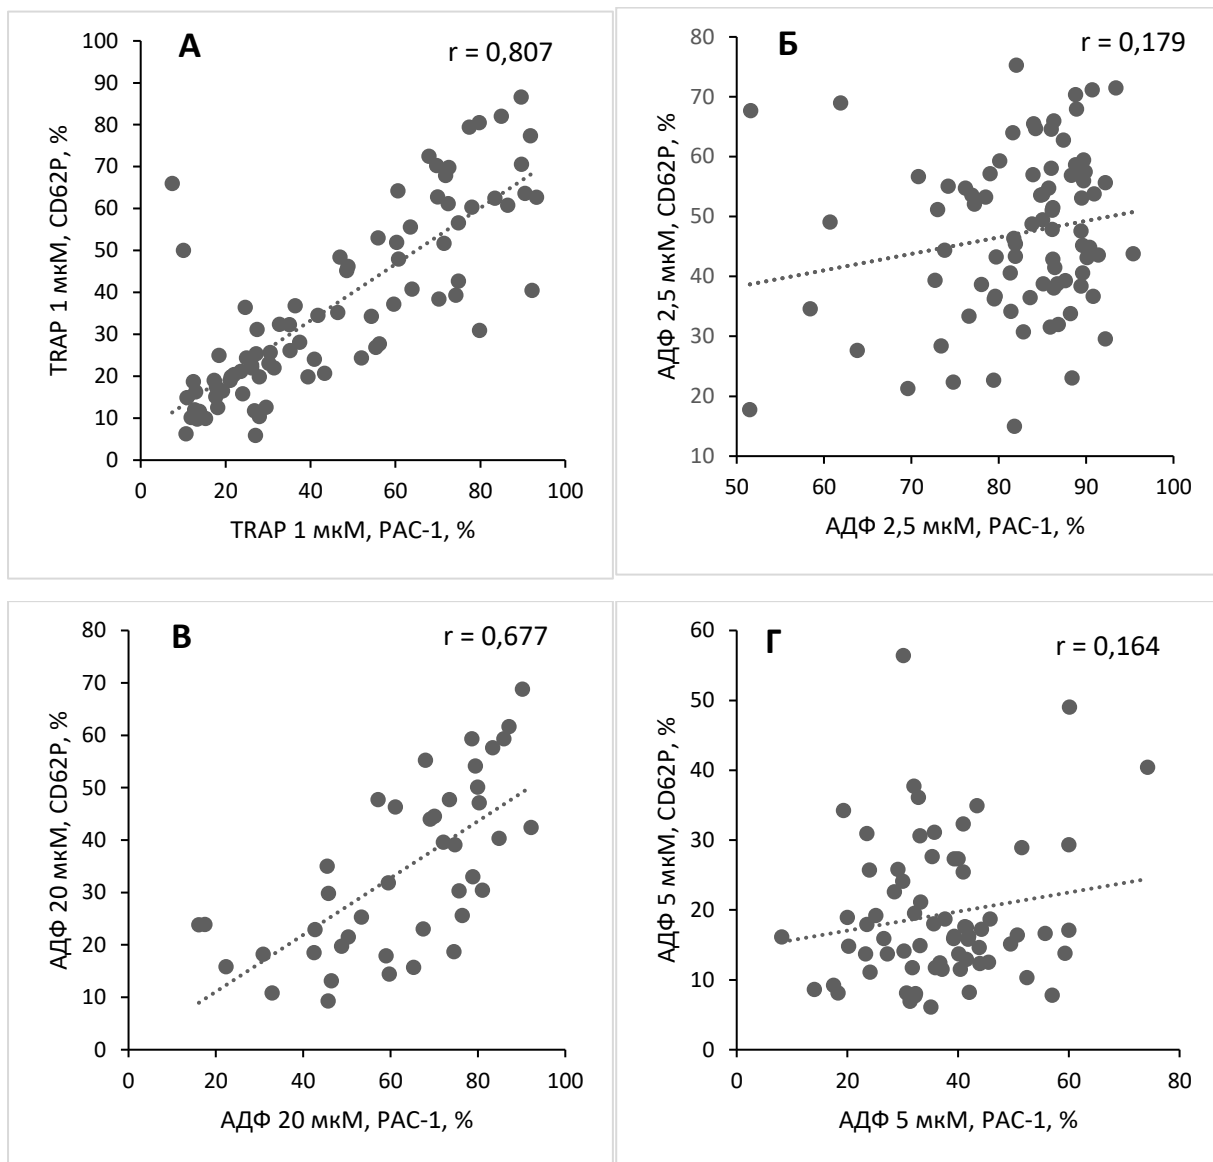 А
r = 0,807
TRAP 1 мкМ, CD62P, %
100
90
80
70
60
50
40
30
20
10
0
0 20 40 60 80 100
TRAP 1 мкМ, PAC-1, %
Б
r = 0,179
АДФ 2,5 мкМ, CD62P, %
80
70
60
50
40
30
20
10
50 60 70 80 90 100
АДФ 2,5 мкМ, PAC-1, %
В
r = 0,677
АДФ 20 мкМ, CD62P, %
80
70
60
50
40
30
20
10
0
0 20 40 60 80 100
АДФ 20 мкМ, PAC-1, %
Г
r = 0,164
АДФ 5 мкМ, CD62P, %
60
50
40
30
20
10
0
0 20 40 60 80
АДФ 5 мкМ, PAC-1, %